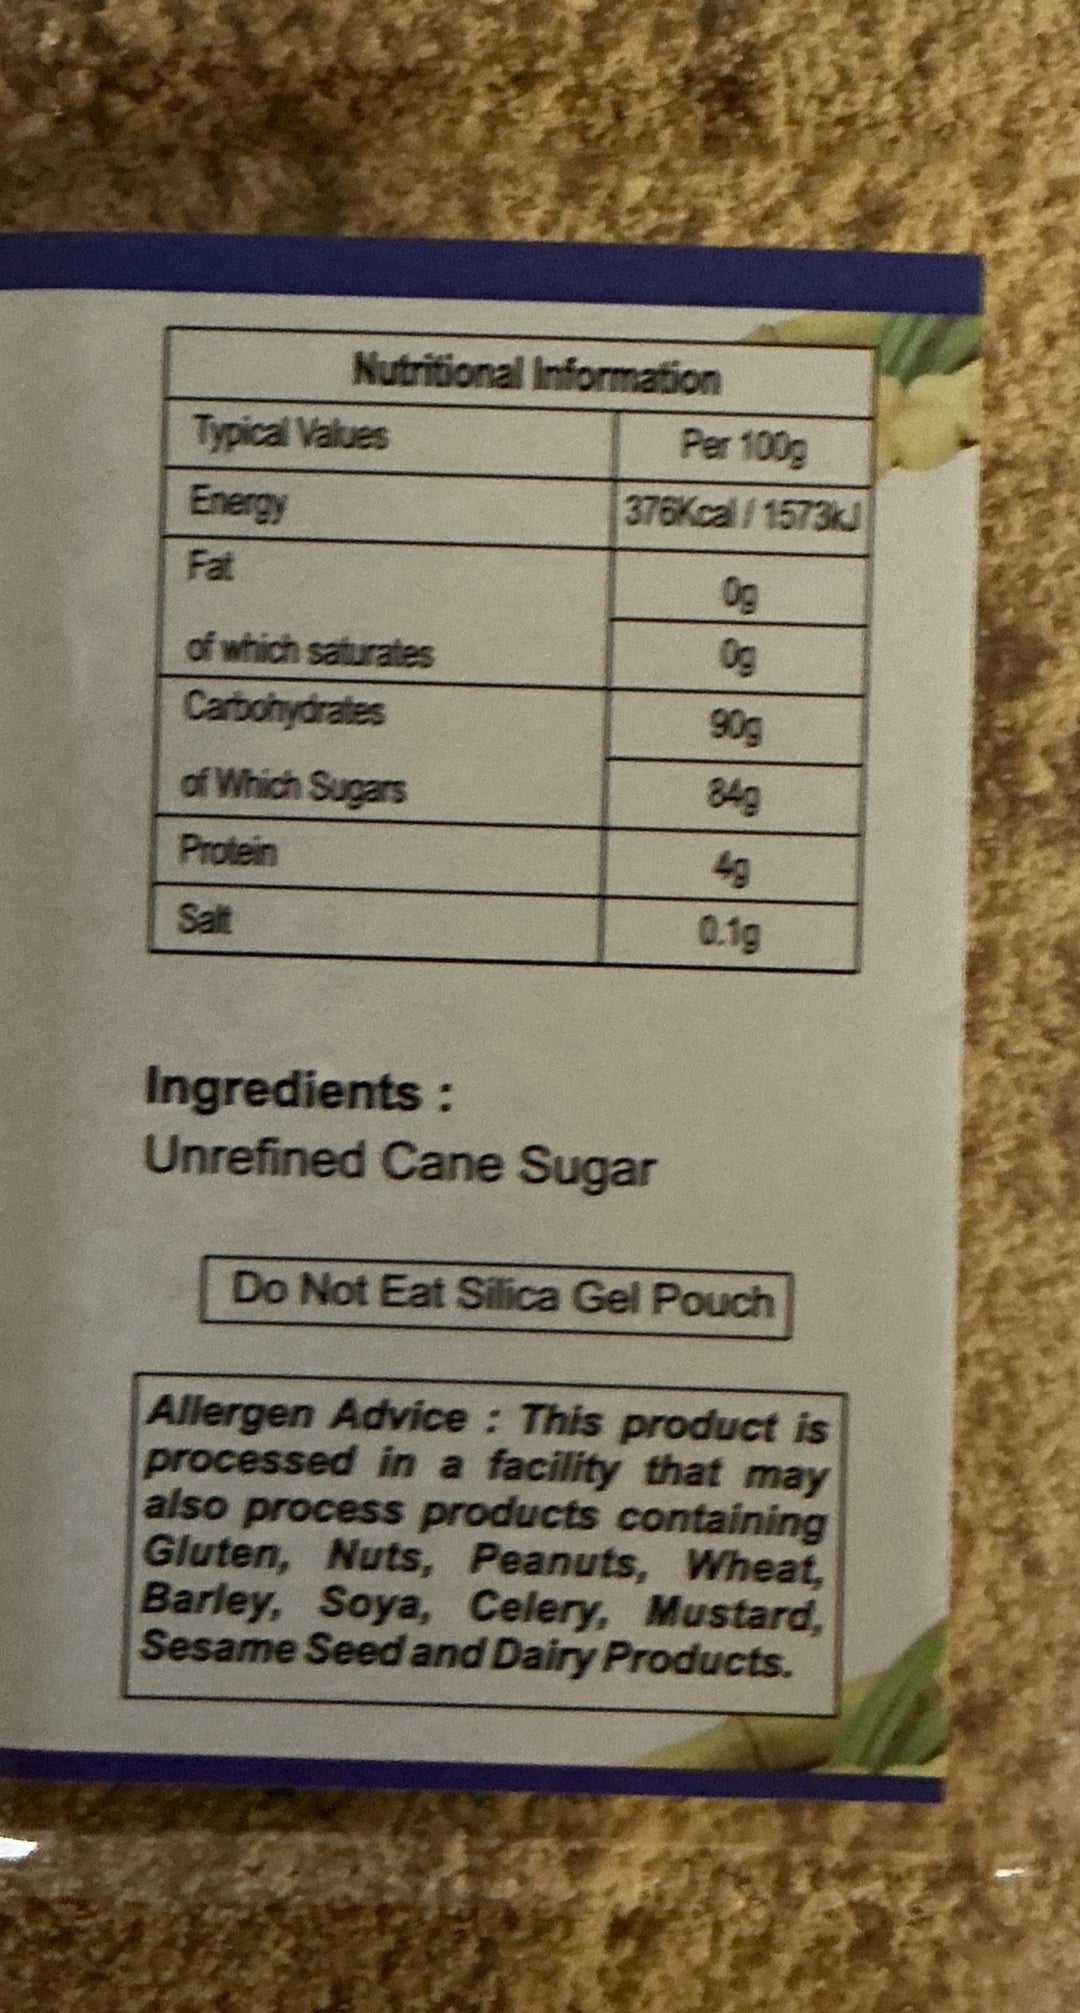 Nutritional Information
Typical Values Per 100g
Energy 376Kcal / 1573kJ
Fat 0g
of which saturates 0g
Carbohydrates 90g
of Which Sugars 84g
Protein 4g
Salt 0.1g
Ingredients :
Unrefined Cane Sugar
Do Not Eat Silica Gel Pouch
Allergen Advice : This product is
processed in a facility that may
also process products containing
Gluten, Nuts, Peanuts, Wheat,
Barley, Soya, Celery, Mustard,
Sesame Seed and Dairy Products.